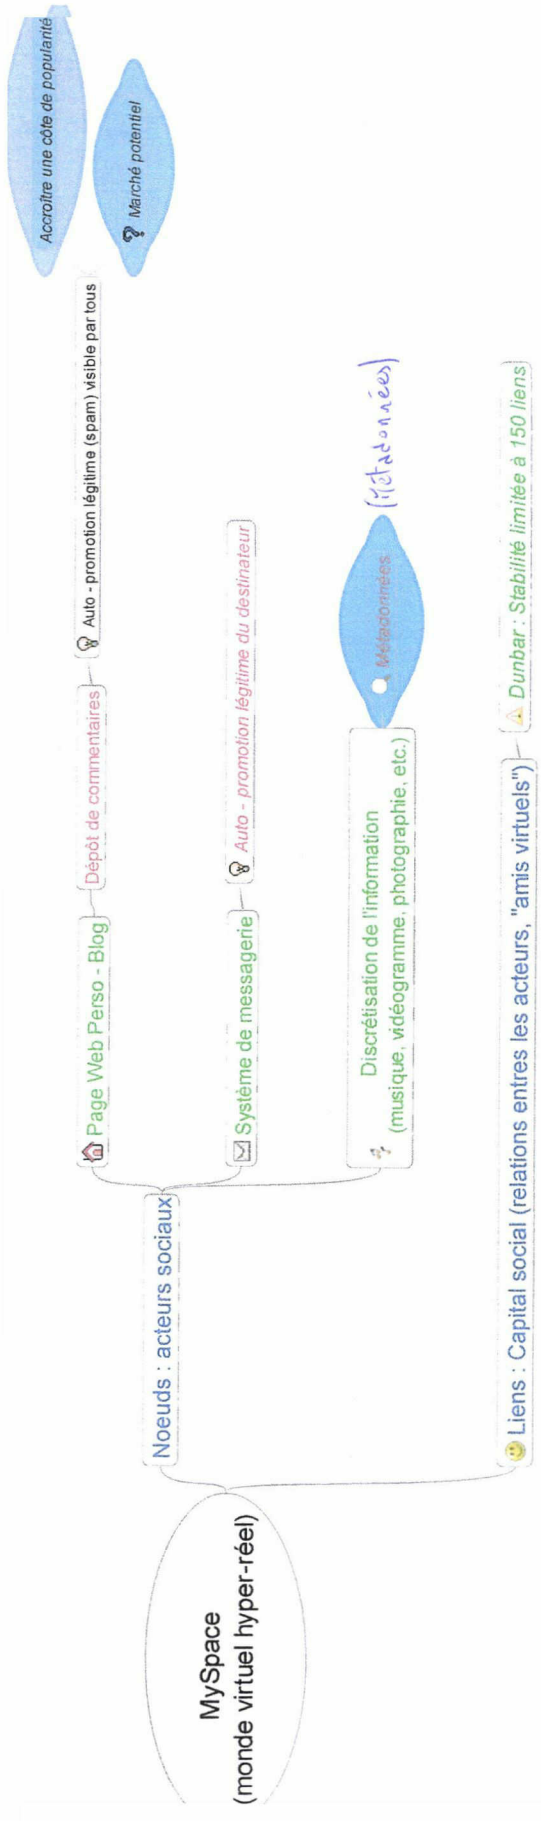 MySpace
(monde virtuel hyper-réel)
Noeuds : acteurs sociaux
Page Web Perso - Blog
Dépôt de commentaires
Auto - promotion légitime (spam) visible par tous
Accroître une côte de popularité
? Marché potentiel
Système de messagerie
Auto - promotion légitime du destinateur
Discrétisation de l'information
(musique, vidéogramme, photographie, etc.)
Métadonnées
(Métadonnées)
Liens : Capital social (relations entres les acteurs, "amis virtuels")
Dunbar : Stabilité limitée à 150 liens